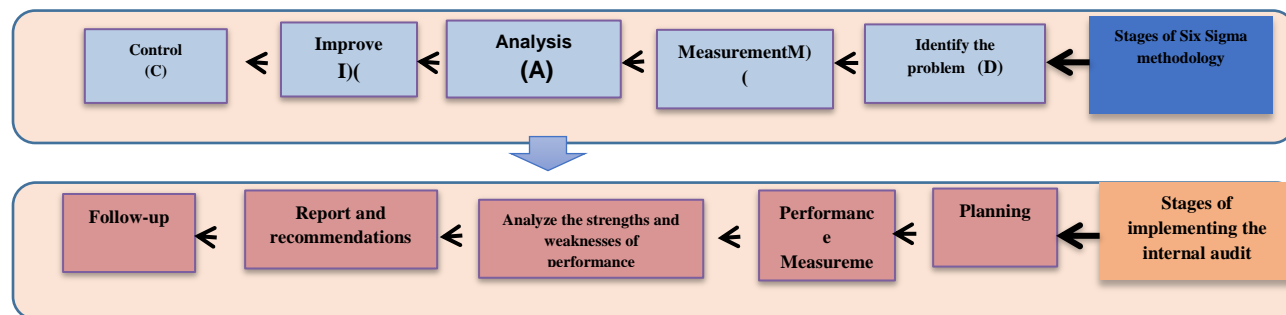 Stages of Six Sigma
methodology
Identify the
problem (D)
MeasurementM)
(
Analysis
(A)
Improve
I)(
Control
(C)
Stages of
implementing the
internal audit
Planning
Performanc
e
Measureme
Analyze the strengths and
weaknesses of
performance
Report and
recommendations
Follow-up